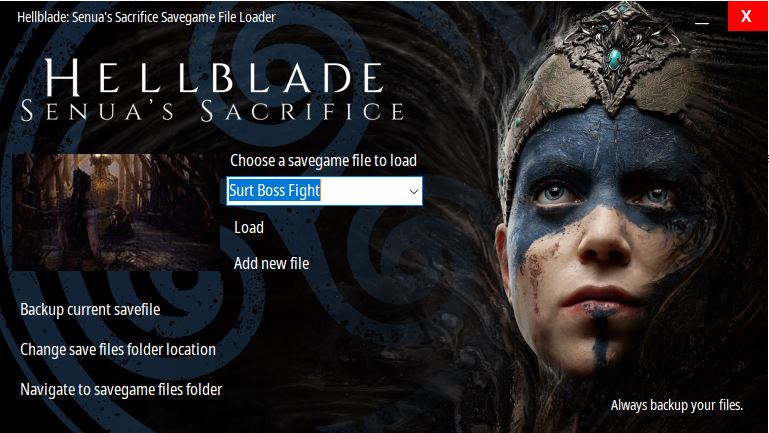 Hellblade: Senua's Sacrifice Savegame File Loader
X
HELLBLADE
SENUA'S SACRIFICE
Choose a savegame file to load
Surt Boss Fight
Load
Add new file
Backup current savefile
Change save files folder location
Navigate to savegame files folder
Always backup your files.